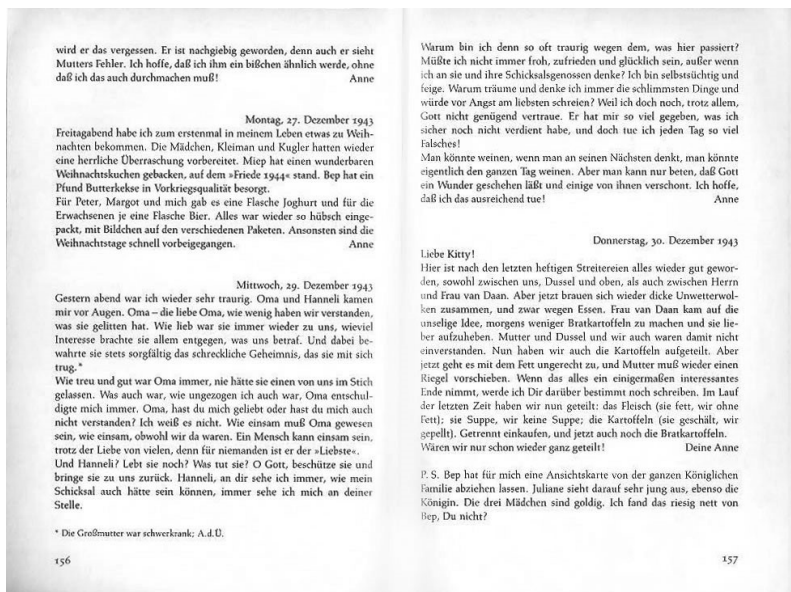 wird er das vergessen. Er ist nachgiebig geworden, denn auch er sieht
Mutters Fehler. Ich hoffe, daß ich ihm ein bißchen ähnlich werde, ohne
daß ich das auch durchmachen muß! Anne
Montag, 27. Dezember 1943
Freitagabend habe ich zum erstenmal in meinem Leben etwas zu Weih-
nachten bekommen. Die Mädchen, Kleiman und Kugler hatten wieder
eine herrliche Überraschung vorbereitet. Miep hat einen wunderbaren
Weihnachtskuchen gebacken, auf dem »Friede 1944« stand. Bep hat ein
Pfund Butterkekse in Vorkriegsqualität besorgt.
Für Peter, Margot und mich gab es eine Flasche Joghurt und für die
Erwachsenen je eine Flasche Bier. Alles war wieder so hübsch einge-
packt, mit Bildchen auf den verschiedenen Paketen. Ansonsten sind die
Weihnachtstage schnell vorbeigegangen. Anne
Mittwoch, 29. Dezember 1943
Gestern abend war ich wieder sehr traurig. Oma und Hanneli kamen
mir vor Augen. Oma – die liebe Oma, wie wenig haben wir verstanden,
was sie gelitten hat. Wie lieb war sie immer wieder zu uns, wieviel
Interesse brachte sie allem entgegen, was uns betraf. Und dabei be-
wahrte sie stets sorgfältig das schreckliche Geheimnis, das sie mit sich
trug.*
Wie treu und gut war Oma immer, nie hätte sie einen von uns im Stich
gelassen. Was auch war, wie ungezogen ich auch war, Oma entschul-
digte mich immer. Oma, hast du mich geliebt oder hast du mich auch
nicht verstanden? Ich weiß es nicht. Wie einsam muß Oma gewesen
sein, wie einsam, obwohl wir da waren. Ein Mensch kann einsam sein,
trotz der Liebe von vielen, denn für niemanden ist er der »Liebste«.
Und Hanneli? Lebt sie noch? Was tut sie? O Gott, beschütze sie und
bringe sie zu uns zurück. Hanneli, an dir sehe ich immer, wie mein
Schicksal auch hätte sein können, immer sehe ich mich an deiner
Stelle.
* Die Großmutter war schwerkrank; A.d.Ü.
156
Warum bin ich denn so oft traurig wegen dem, was hier passiert?
Müßte ich nicht immer froh, zufrieden und glücklich sein, außer wenn
ich an sie und ihre Schicksalsgenossen denke? Ich bin selbstsüchtig und
feige. Warum träume und denke ich immer die schlimmsten Dinge und
würde vor Angst am liebsten schreien? Weil ich doch noch, trotz allem,
Gott nicht genügend vertraue. Er hat mir so viel gegeben, was ich
sicher noch nicht verdient habe, und doch tue ich jeden Tag so viel
Falsches!
Man könnte weinen, wenn man an seinen Nächsten denkt, man könnte
eigentlich den ganzen Tag weinen. Aber man kann nur beten, daß Gott
ein Wunder geschehen läßt und einige von ihnen verschont. Ich hoffe,
daß ich das ausreichend tue! Anne
Donnerstag, 30. Dezember 1943
Liebe Kitty!
Hier ist nach den letzten heftigen Streitereien alles wieder gut gewor-
den, sowohl zwischen uns, Dussel und oben, als auch zwischen Herrn
und Frau van Daan. Aber jetzt brauen sich wieder dicke Unwetterwol-
ken zusammen, und zwar wegen Essen. Frau van Daan kam auf die
unselige Idee, morgens weniger Bratkartoffeln zu machen und sie lie-
ber aufzuheben. Mutter und Dussel und wir auch waren damit nicht
einverstanden. Nun haben wir auch die Kartoffeln aufgeteilt. Aber
jetzt geht es mit dem Fett ungerecht zu, und Mutter muß wieder einen
Riegel vorschieben. Wenn das alles ein einigermaßen interessantes
Ende nimmt, werde ich Dir darüber bestimmt noch schreiben. Im Lauf
der letzten Zeit haben wir nun geteilt: das Fleisch (sie fett, wir ohne
Fett); sie Suppe, wir keine Suppe; die Kartoffeln (sie geschält, wir
gepellt). Getrennt einkaufen, und jetzt auch noch die Bratkartoffeln.
Wären wir nur schon wieder ganz geteilt! Deine Anne
P. S. Bep hat für mich eine Ansichtskarte von der ganzen Königlichen
Familie abziehen lassen. Juliane sieht darauf sehr jung aus, ebenso die
Königin. Die drei Mädchen sind goldig. Ich fand das riesig nett von
Bep, Du nicht?
157